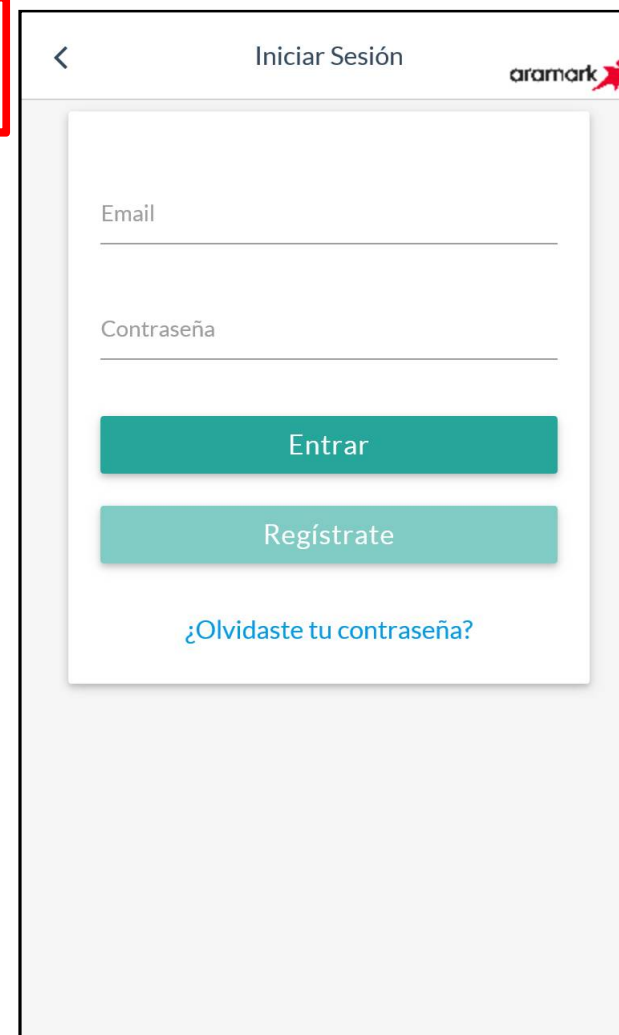 Iniciar Sesión
aramark
Email
Contraseña
Entrar
Regístrate
¿Olvidaste tu contraseña?